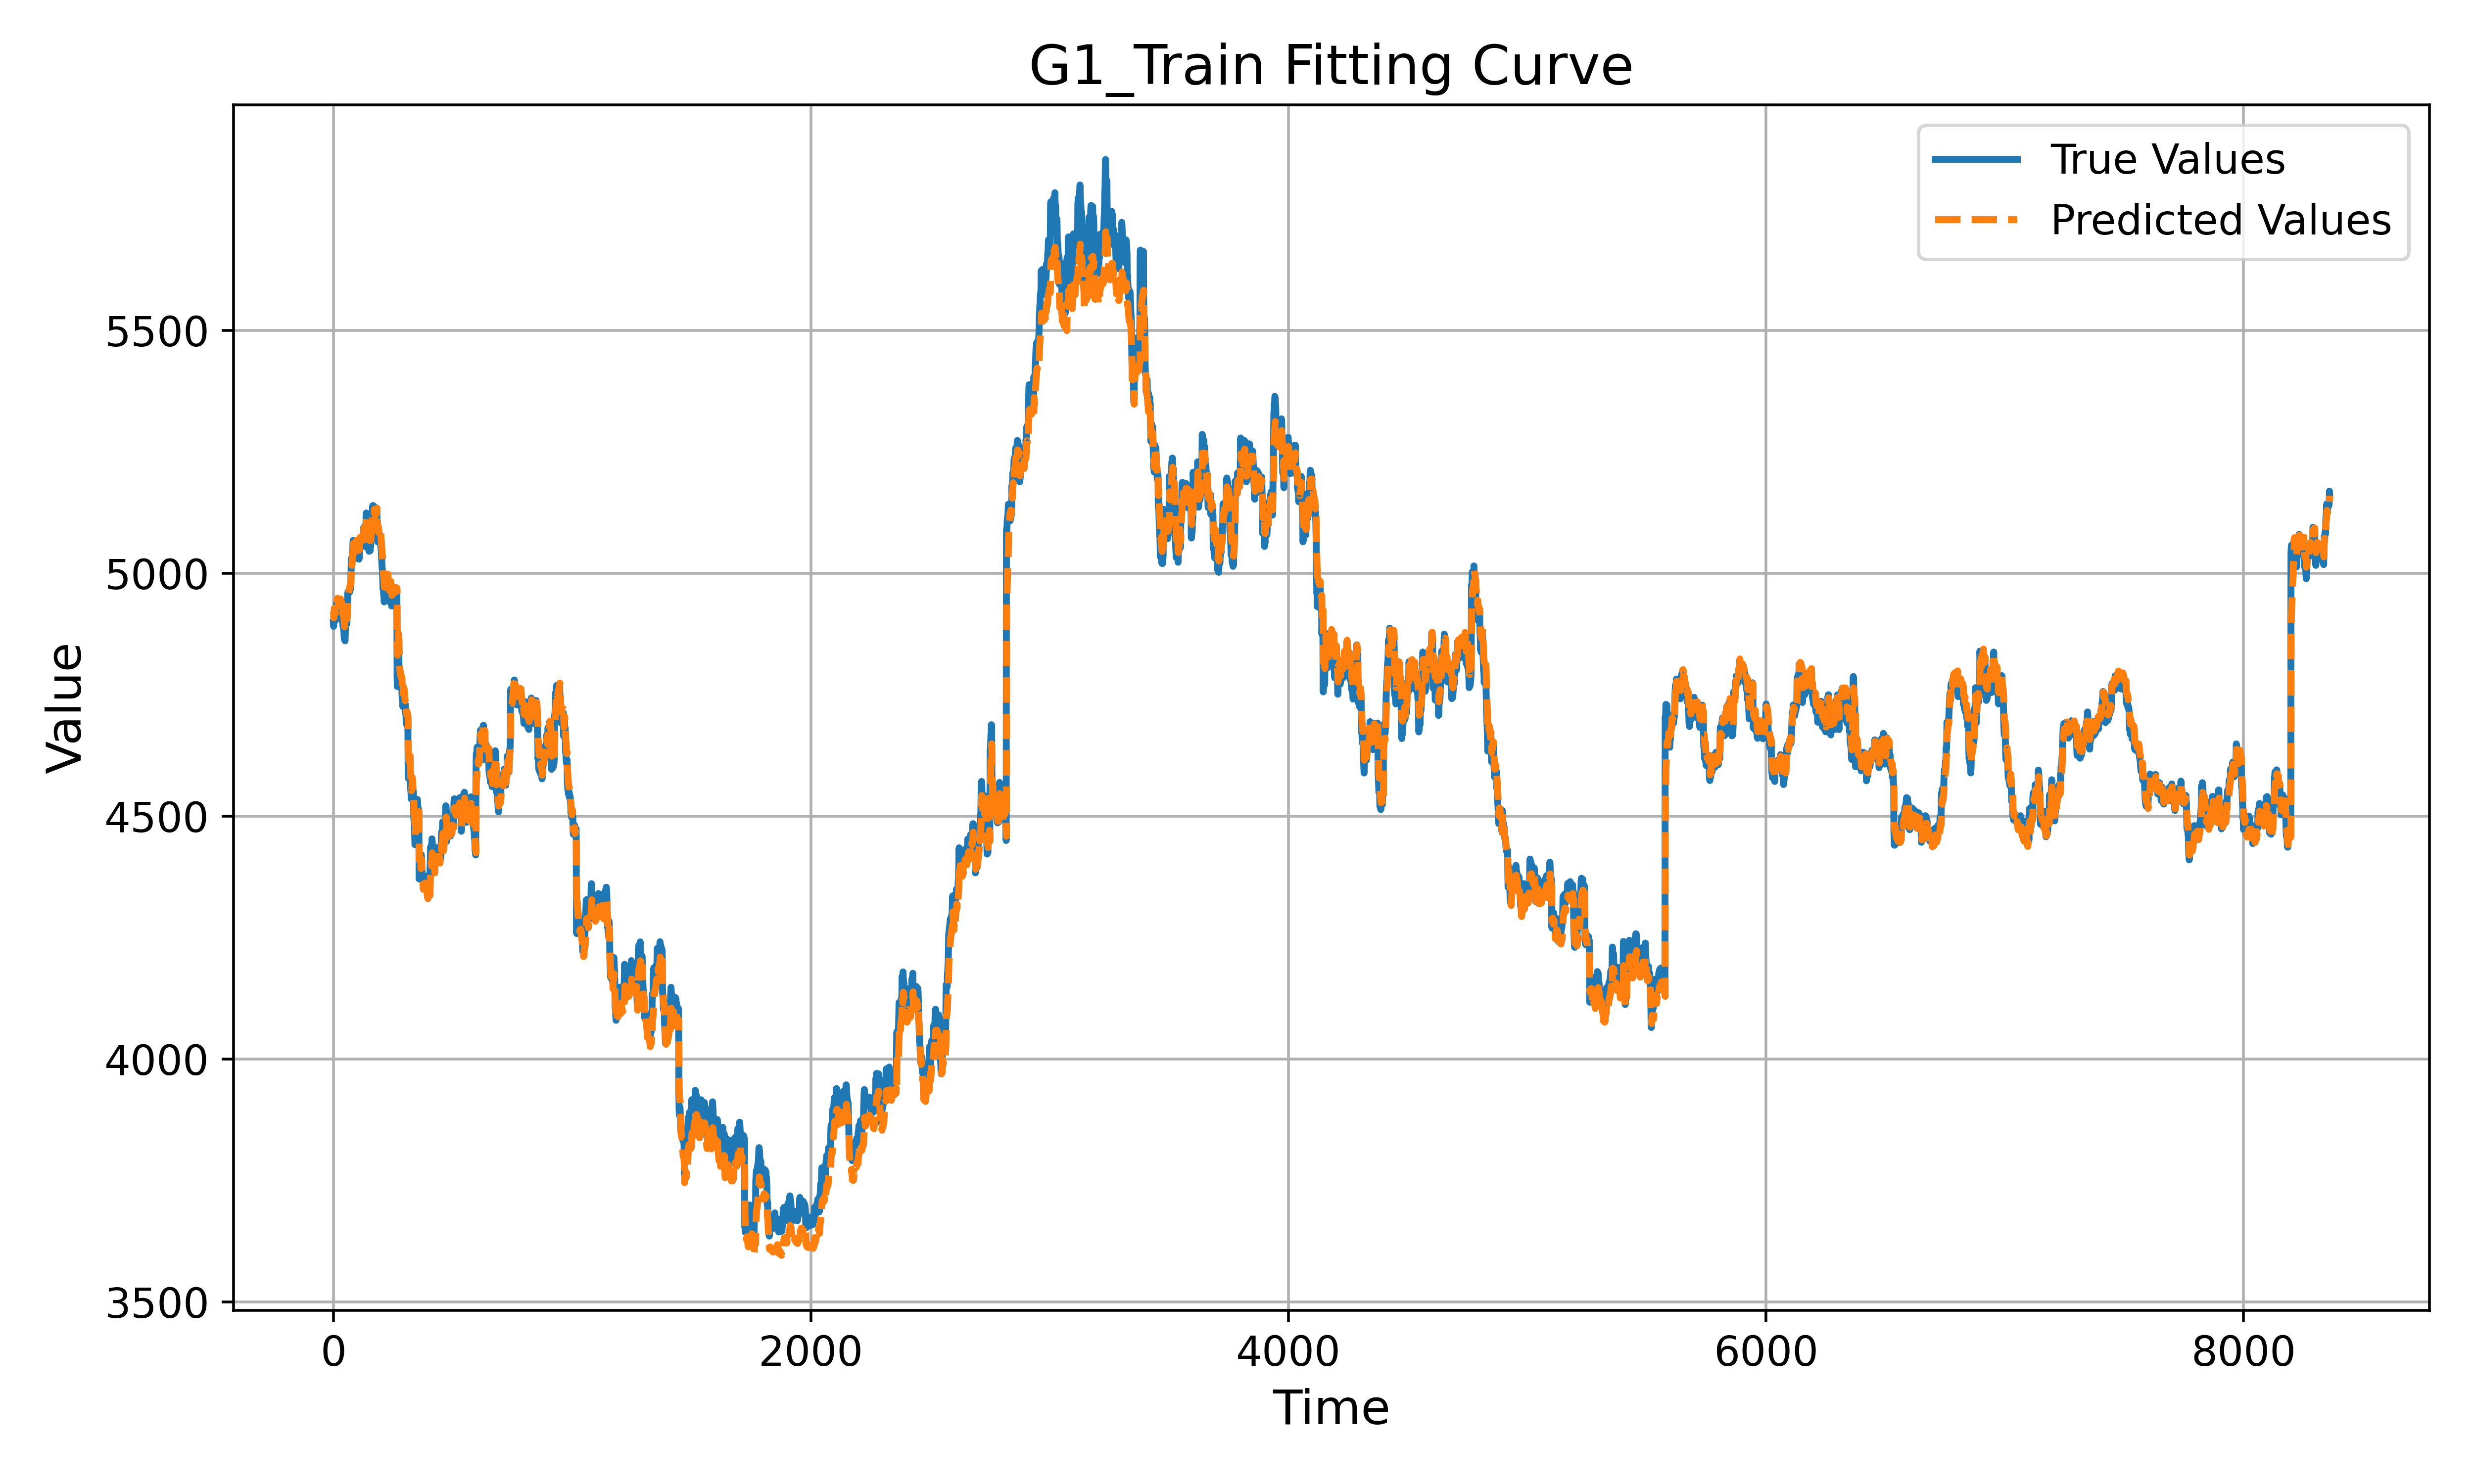 G1_Train Fitting Curve
True Values
Predicted Values
Value
5500
5000
4500
4000
3500
0 2000 4000 6000 8000
Time